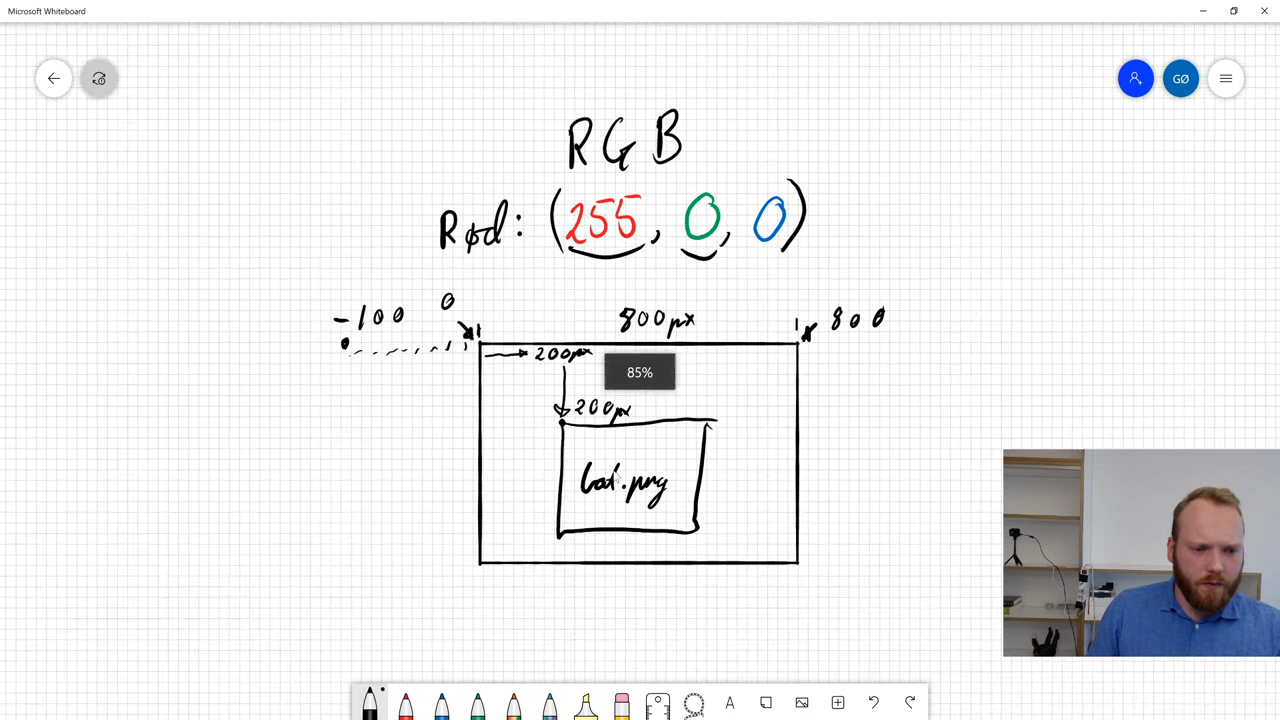 Microsoft Whiteboard
GØ
RGB
Rød: (255, 0, 0)
-100 0 800px 800
200px
85%
200px
Cat.png
A